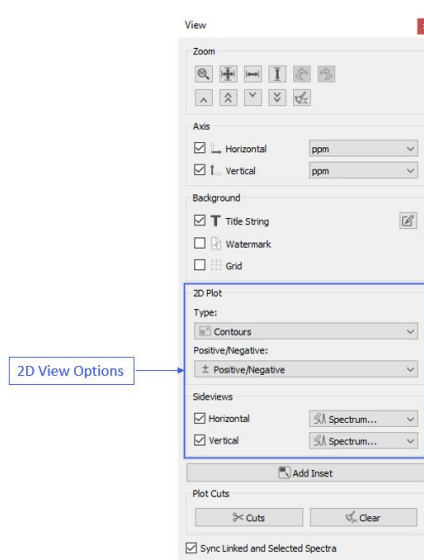 View
Zoom
Axis
Horizontal ppm
Vertical ppm
Background
Title String
Watermark
Grid
2D Plot
Type:
Contours
Positive/Negative:
± Positive/Negative
2D View Options
Sideviews
Horizontal Spectrum...
Vertical Spectrum...
Add Inset
Plot Cuts
Cuts Clear
Sync Linked and Selected Spectra